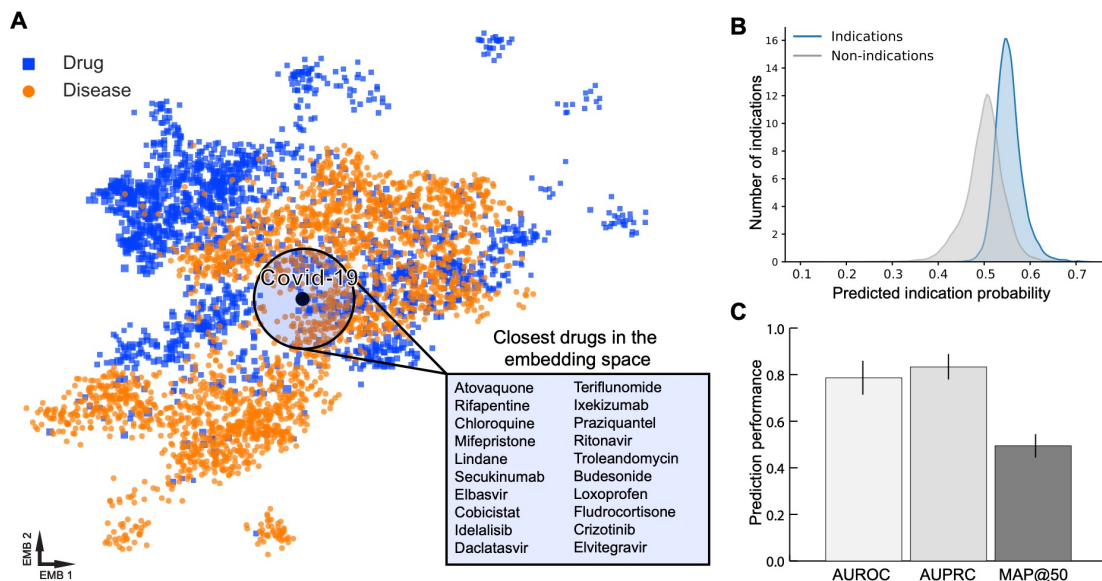 A
Drug
Disease
Covid-19
Closest drugs in the
embedding space
Atovaquone Teriflunomide
Rifapentine Ixekizumab
Chloroquine Praziquantel
Mifepristone Ritonavir
Lindane Troleandomycin
Secukinumab Budesonide
Elbasvir Loxoprofen
Cobicistat Fludrocortisone
Idelalisib Crizotinib
Daclatasvir Elvitegravir
EMB 2
EMB 1
B
Indications
Non-indications
Number of indications
16
14
12
10
8
6
4
2
0
0.1 0.2 0.3 0.4 0.5 0.6 0.7
Predicted indication probability
C
Prediction performance
1.0
0.8
0.6
0.4
0.2
0.0
AUROC AUPRC MAP@50